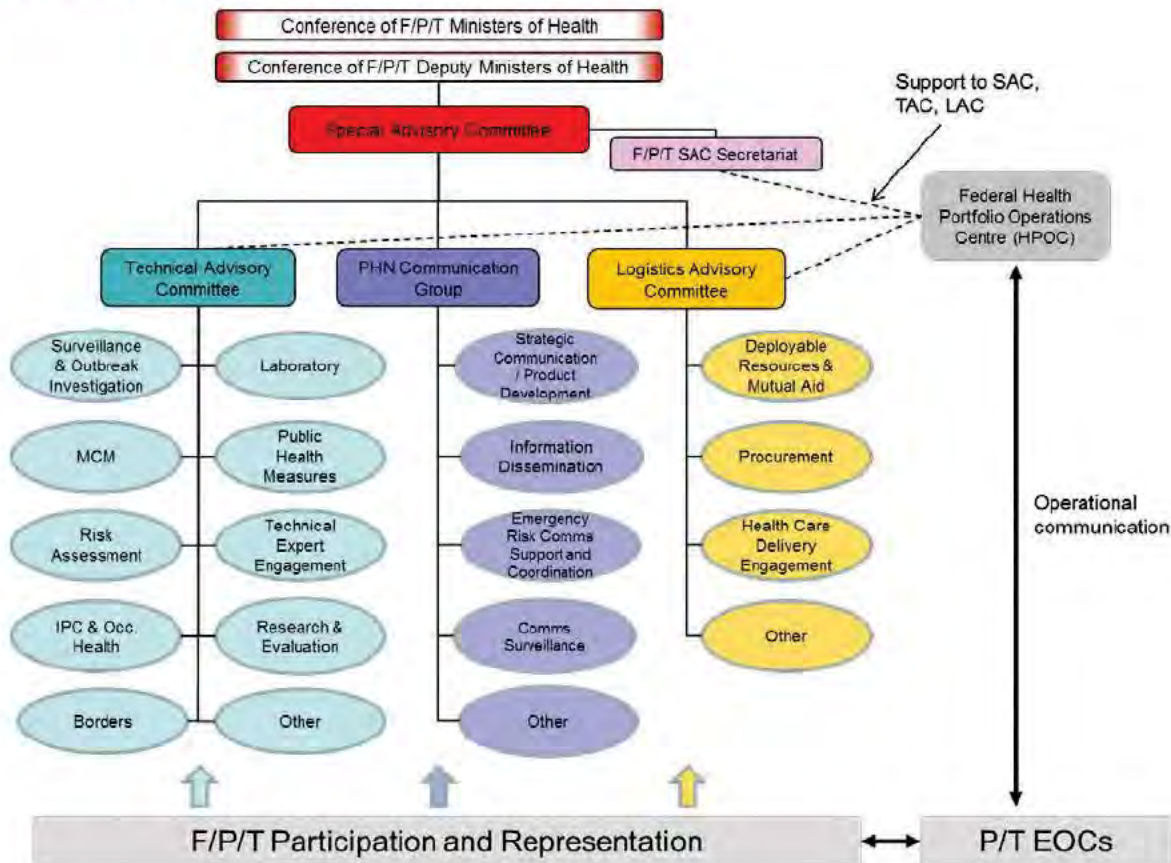 Conference of F/P/T Ministers of Health
Conference of F/P/T Deputy Ministers of Health
Support to SAC,
TAC, LAC
Special Advisory Committee
F/P/T SAC Secretariat
Federal Health
Portfolio Operations
Centre (HPOC)
Technical Advisory
Committee
PHN Communication
Group
Logistics Advisory
Committee
Surveillance
& Outbreak
Investigation
Laboratory
Strategic
Communication
/ Product
Development
Deployable
Resources &
Mutual Aid
MCM
Public
Health
Measures
Information
Dissemination
Procurement
Risk
Assessment
Technical
Expert
Engagement
Emergency
Risk Comms
Support and
Coordination
Health Care
Delivery
Engagement
Operational
communication
IPC & Occ.
Health
Research &
Evaluation
Comms
Surveillance
Other
Borders
Other
Other
F/P/T Participation and Representation
P/T EOCs